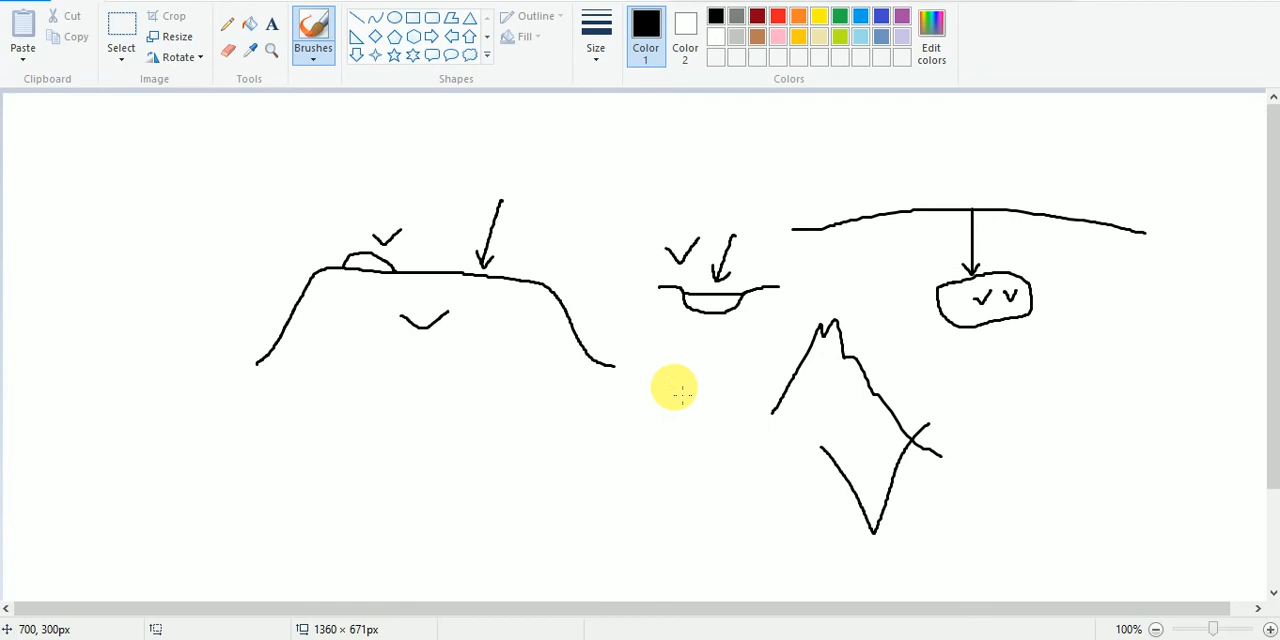 Cut
Crop
Outline
Copy
Resize
Fill
Paste
Select
Rotate
Brushes
Size
Color
1
Color
2
Edit
colors
Clipboard
Image
Tools
Shapes
Colors
A
700, 300px
1360 × 671px
100%